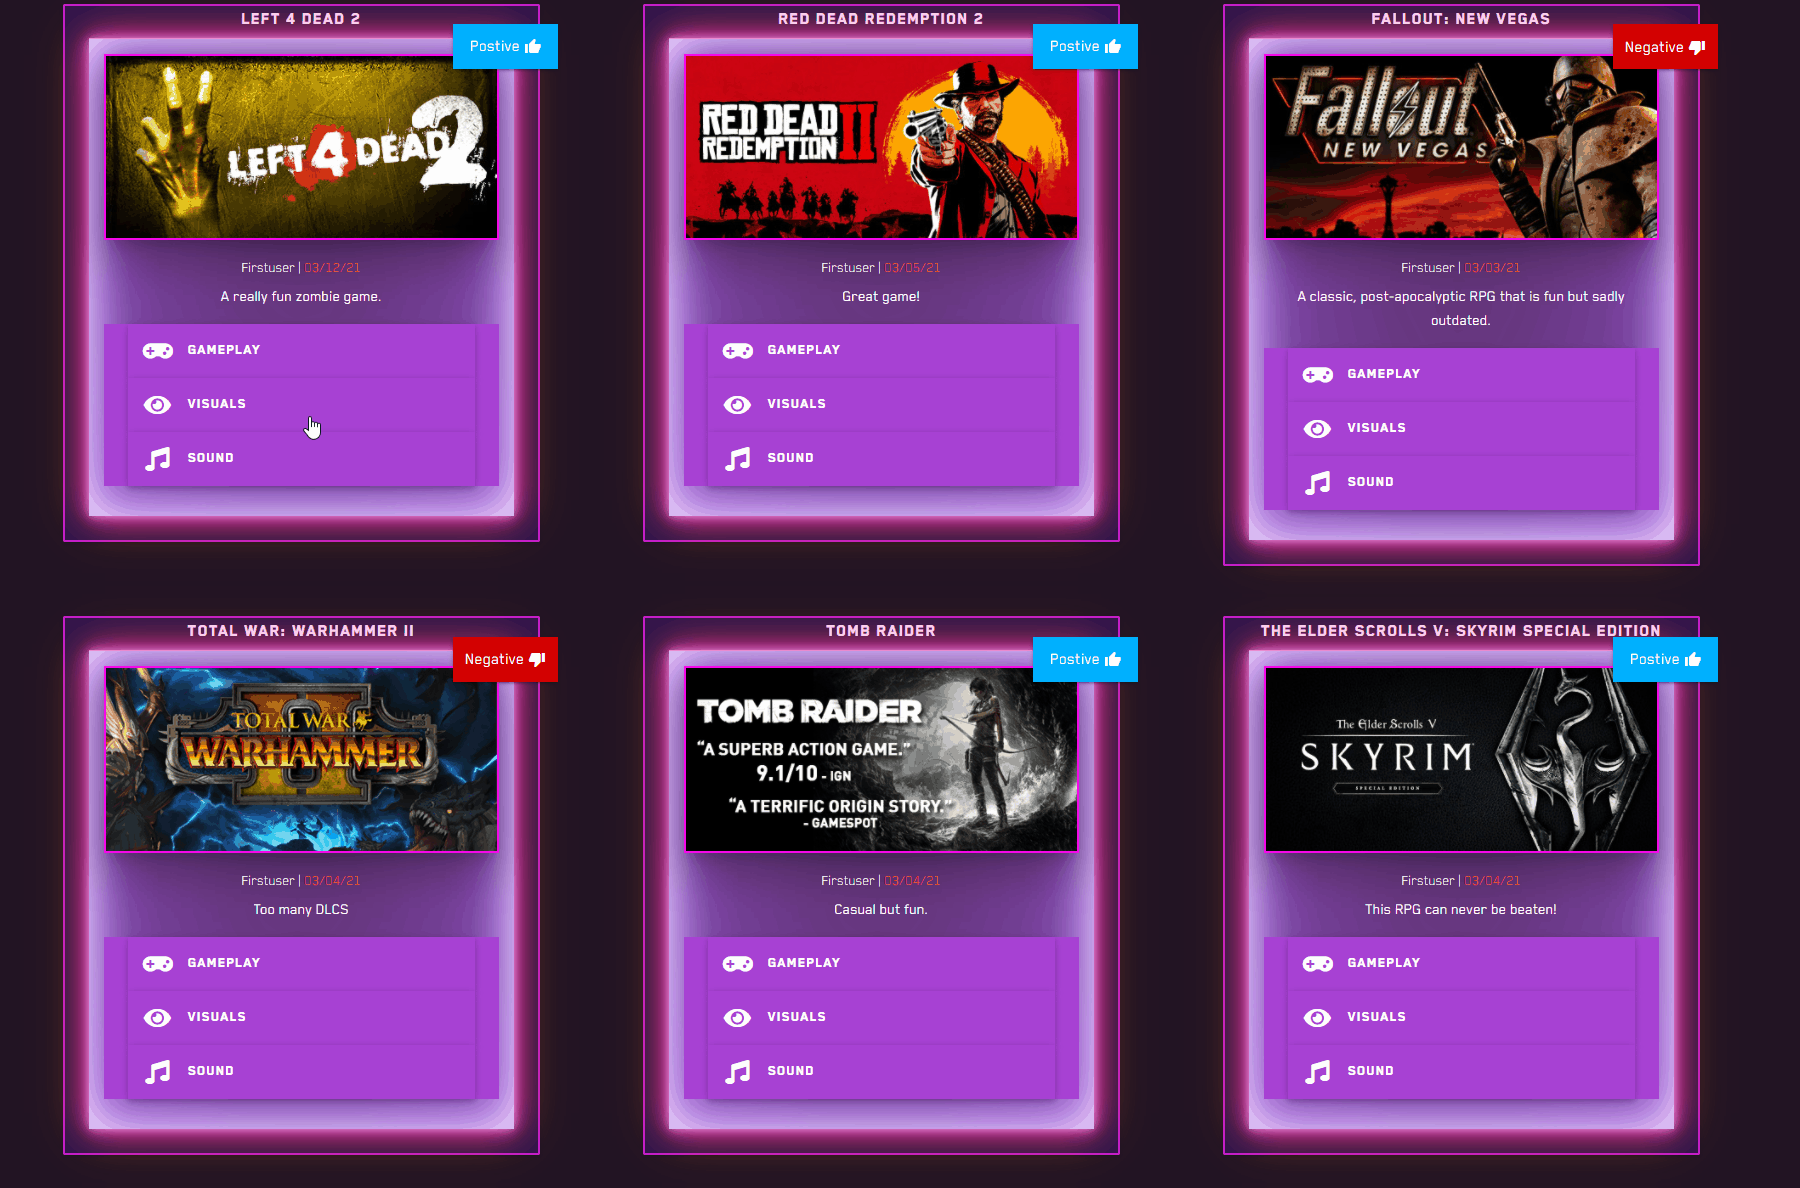 LEFT 4 DEAD 2
Postive
LEFT 4 DEAD 2
Firstuser | 03/12/21
A really fun zombie game.
GAMEPLAY
VISUALS
SOUND
RED DEAD REDEMPTION 2
Postive
RED DEAD
REDEMPTION II
Firstuser | 03/05/21
Great game!
GAMEPLAY
VISUALS
SOUND
FALLOUT: NEW VEGAS
Negative
Fallout
NEW VEGAS
Firstuser | 03/03/21
A classic, post-apocalyptic RPG that is fun but sadly
outdated.
GAMEPLAY
VISUALS
SOUND
TOTAL WAR: WARHAMMER II
Negative
II
TOTAL WAR
WARHAMMER
Firstuser | 03/04/21
Too many DLCS
GAMEPLAY
VISUALS
SOUND
TOMB RAIDER
Postive
TOMB RAIDER
“A SUPERB ACTION GAME.”
9.1/10 - IGN
“A TERRIFIC ORIGIN STORY.”
- GAMESPOT
Firstuser | 03/04/21
Casual but fun.
GAMEPLAY
VISUALS
SOUND
THE ELDER SCROLLS V: SKYRIM SPECIAL EDITION
Postive
The Elder Scrolls V
SKYRIM
SPECIAL EDITION
Firstuser | 03/04/21
This RPG can never be beaten!
GAMEPLAY
VISUALS
SOUND